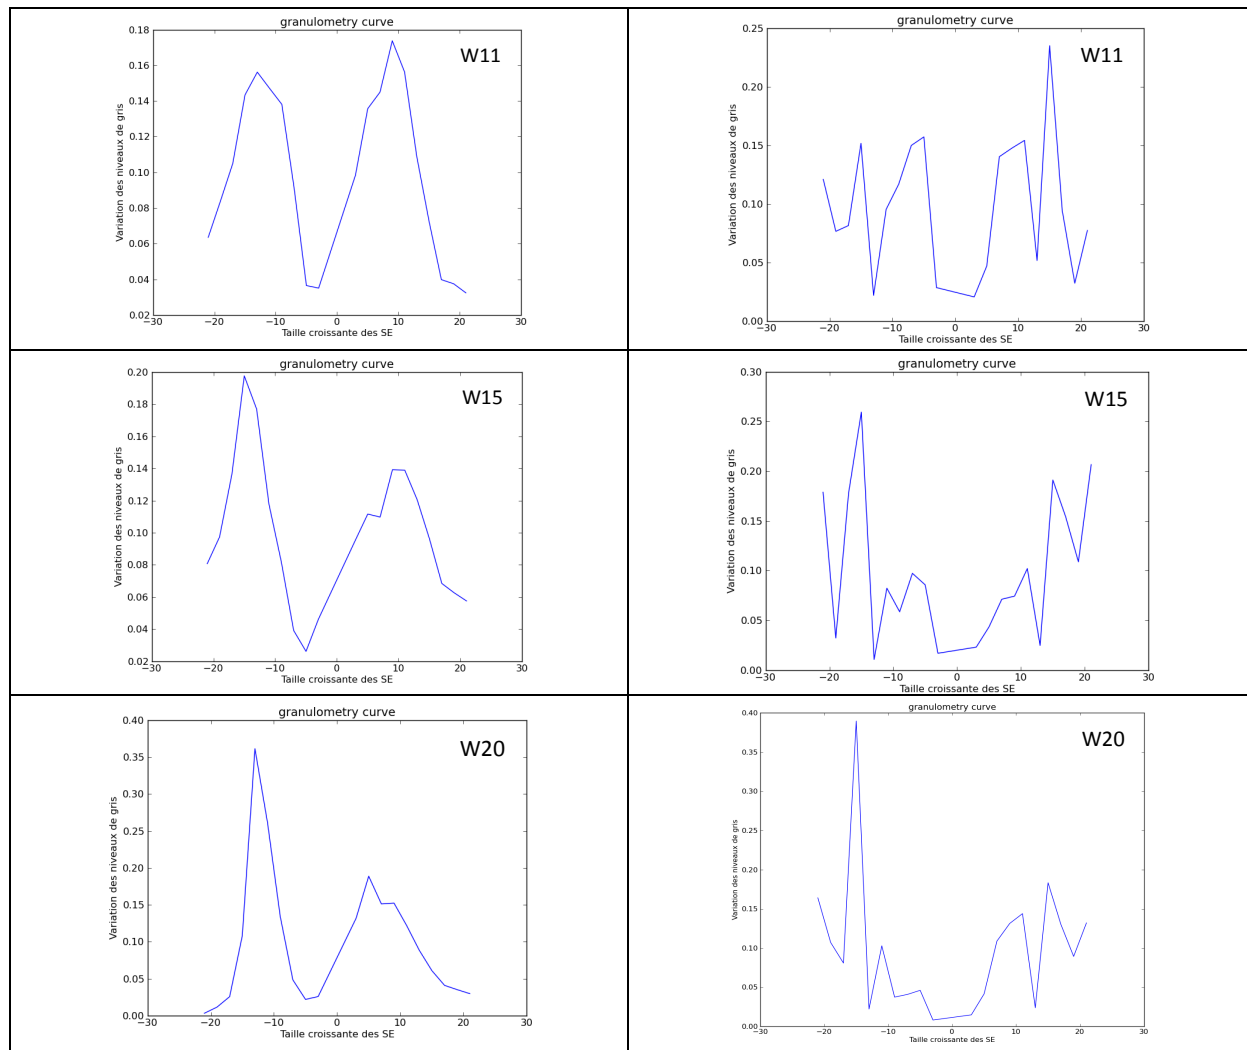 granulometry curve
W11
Variation des niveaux de gris
0.18
0.16
0.14
0.12
0.10
0.08
0.06
0.04
0.02
−30 −20 −10 0 10 20 30
Taille croissante des SE
granulometry curve
W11
Variation des niveaux de gris
0.25
0.20
0.15
0.10
0.05
0.00
−30 −20 −10 0 10 20 30
Taille croissante des SE
granulometry curve
W15
Variation des niveaux de gris
0.20
0.18
0.16
0.14
0.12
0.10
0.08
0.06
0.04
0.02
−30 −20 −10 0 10 20 30
Taille croissante des SE
granulometry curve
W15
Variation des niveaux de gris
0.30
0.25
0.20
0.15
0.10
0.05
0.00
−30 −20 −10 0 10 20 30
Taille croissante des SE
granulometry curve
W20
Variation des niveaux de gris
0.40
0.35
0.30
0.25
0.20
0.15
0.10
0.05
0.00
−30 −20 −10 0 10 20 30
Taille croissante des SE
granulometry curve
W20
Variation des niveaux de gris
0.40
0.35
0.30
0.25
0.20
0.15
0.10
0.05
0.00
−30 −20 −10 0 10 20 30
Taille croissante des SE